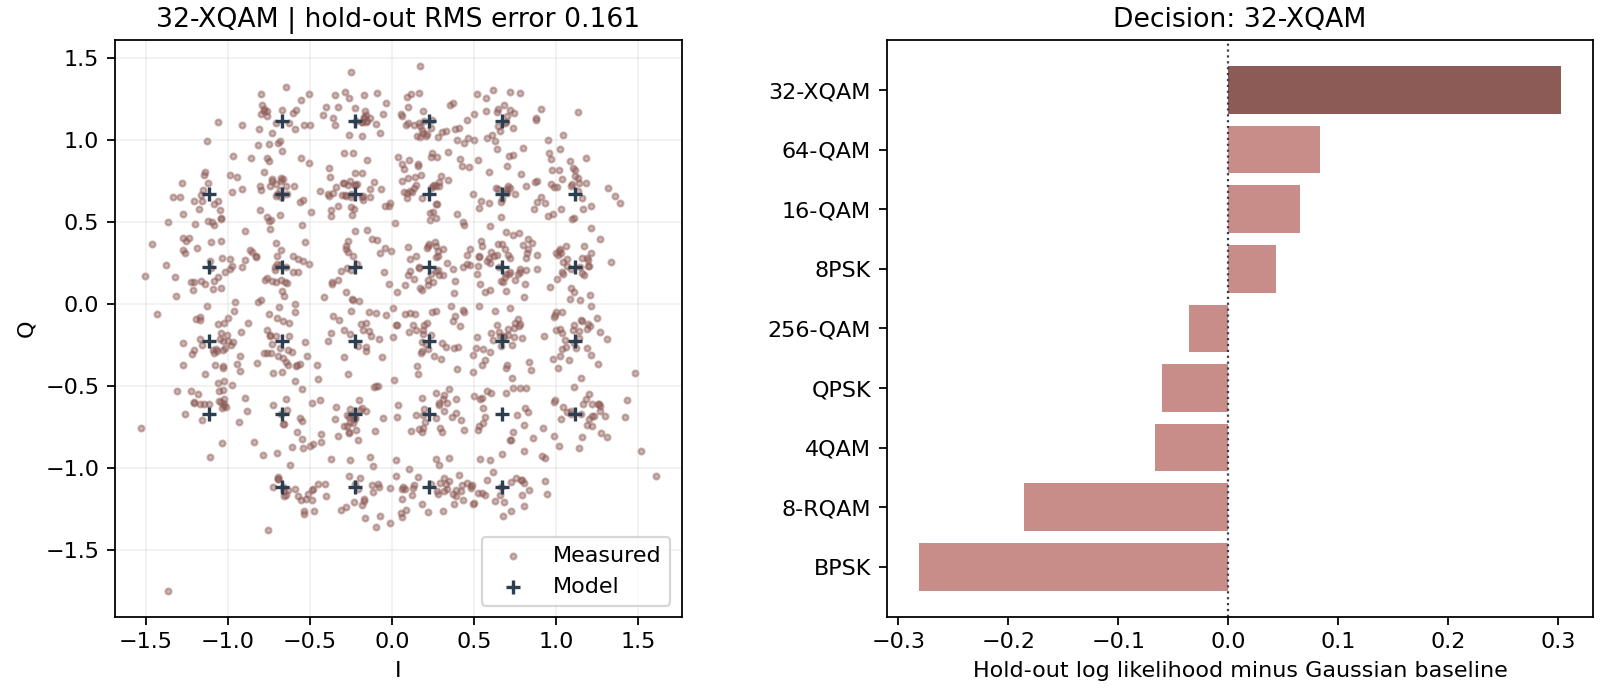 32-XQAM | hold-out RMS error 0.161
1.5
1.0
0.5
0.0
−0.5
−1.0
−1.5
Q
−1.5
−1.0
−0.5
0.0
0.5
1.0
1.5
I
Measured
Model
Decision: 32-XQAM
32-XQAM
64-QAM
16-QAM
8PSK
256-QAM
QPSK
4QAM
8-RQAM
BPSK
−0.3
−0.2
−0.1
0.0
0.1
0.2
0.3
Hold-out log likelihood minus Gaussian baseline